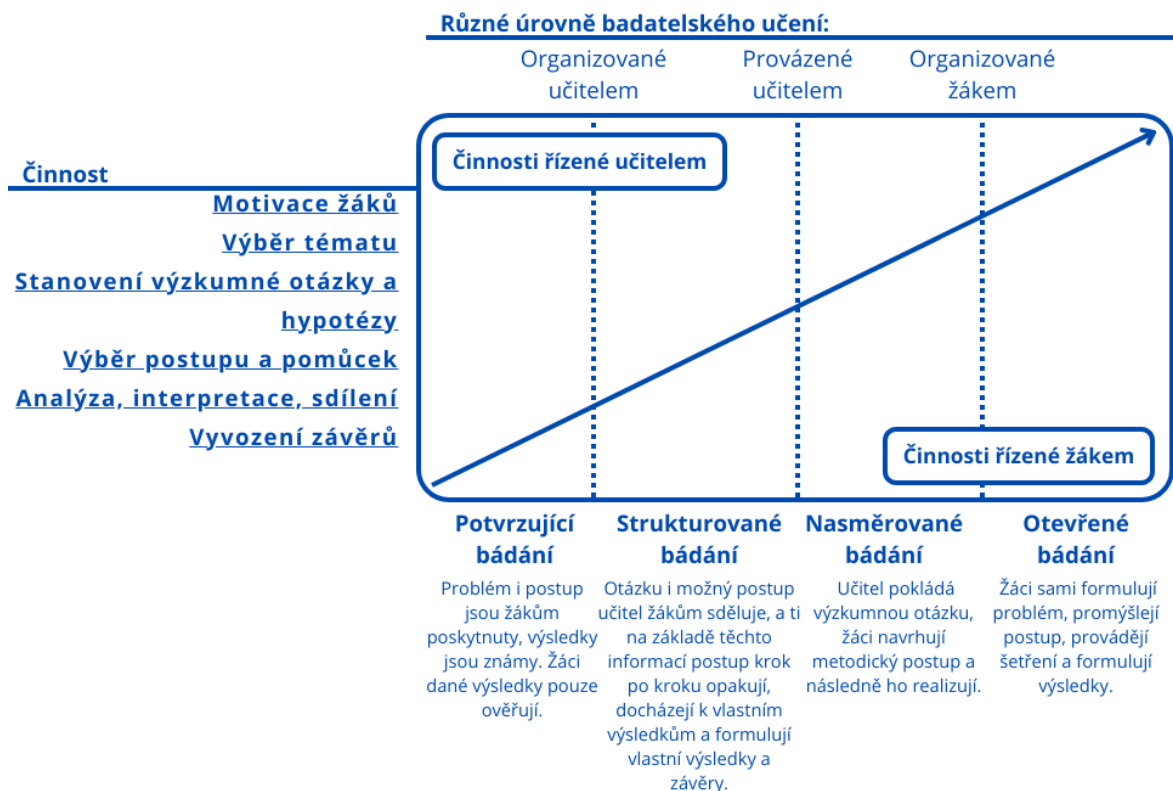 Různé úrovně badatelského učení:
Organizované
učitelem
Provázené
učitelem
Organizované
žákem
Činnosti řízené učitelem
Činnost
Motivace žáků
Výběr tématu
Stanovení výzkumné otázky a
hypotézy
Výběr postupu a pomůcek
Analýza, interpretace, sdílení
Vyvození závěrů
Činnosti řízené žákem
Potvrzující
bádání
Problém i postup
jsou žákům
poskytnuty, výsledky
jsou známy. Žáci
dané výsledky pouze
ověřují.
Strukturované
bádání
Otázku i možný postup
učitel žákům sděluje, a ti
na základě těchto
informací postup krok
po kroku opakují,
docházejí k vlastním
výsledkům a formulují
vlastní výsledky a
závěry.
Nasměrované
bádání
Učitel pokládá
výzkumnou otázku,
žáci navrhují
metodický postup a
následně ho realizují.
Otevřené
bádání
Žáci sami formulují
problém, promýšlejí
postup, provádějí
šetření a formulují
výsledky.